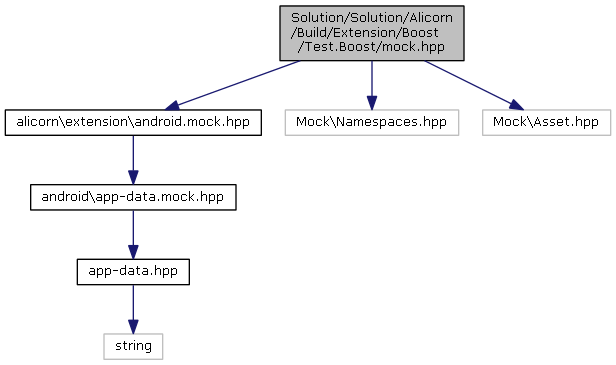 Solution/Solution/Alicorn
/Build/Extension/Boost
/Test.Boost/mock.hpp
alicorn\extension\android.mock.hpp
Mock\Namespaces.hpp
Mock\Asset.hpp
android\app-data.mock.hpp
app-data.hpp
string